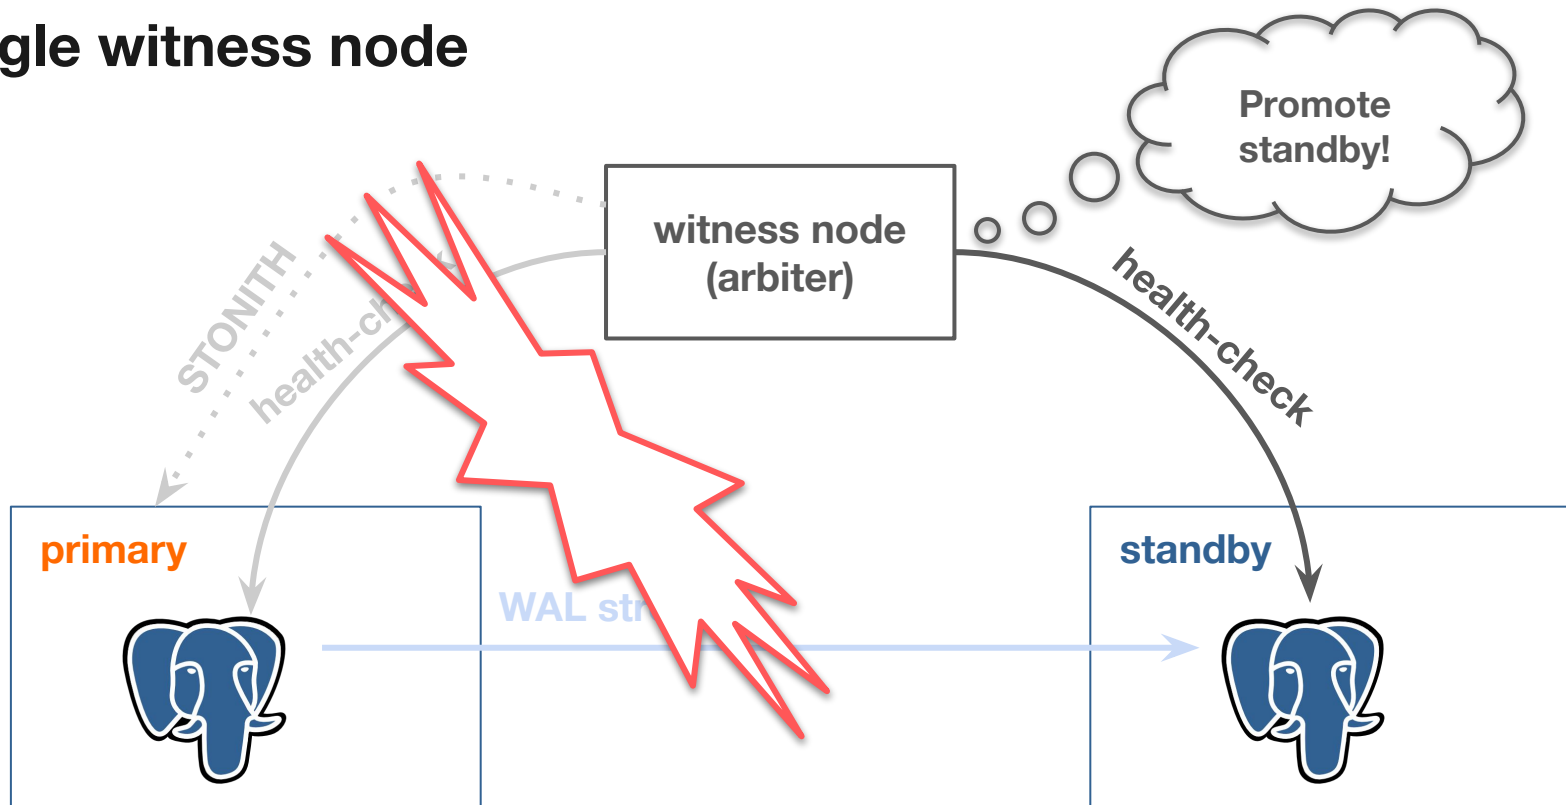 gle witness node
Promote
standby!
witness node
(arbiter)
STONITH
health-check
primary
standby
WAL str